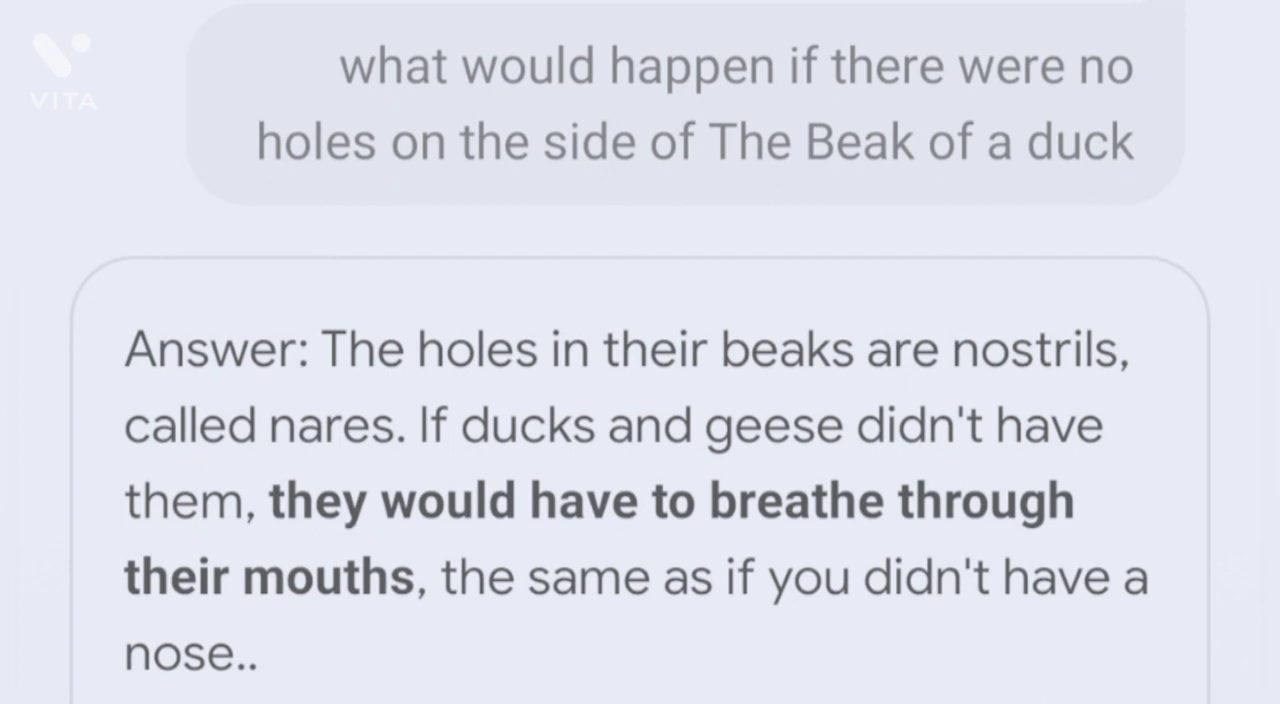 VITA
what would happen if there were no
holes on the side of The Beak of a duck
Answer: The holes in their beaks are nostrils,
called nares. If ducks and geese didn't have
them, they would have to breathe through
their mouths, the same as if you didn't have a
nose..